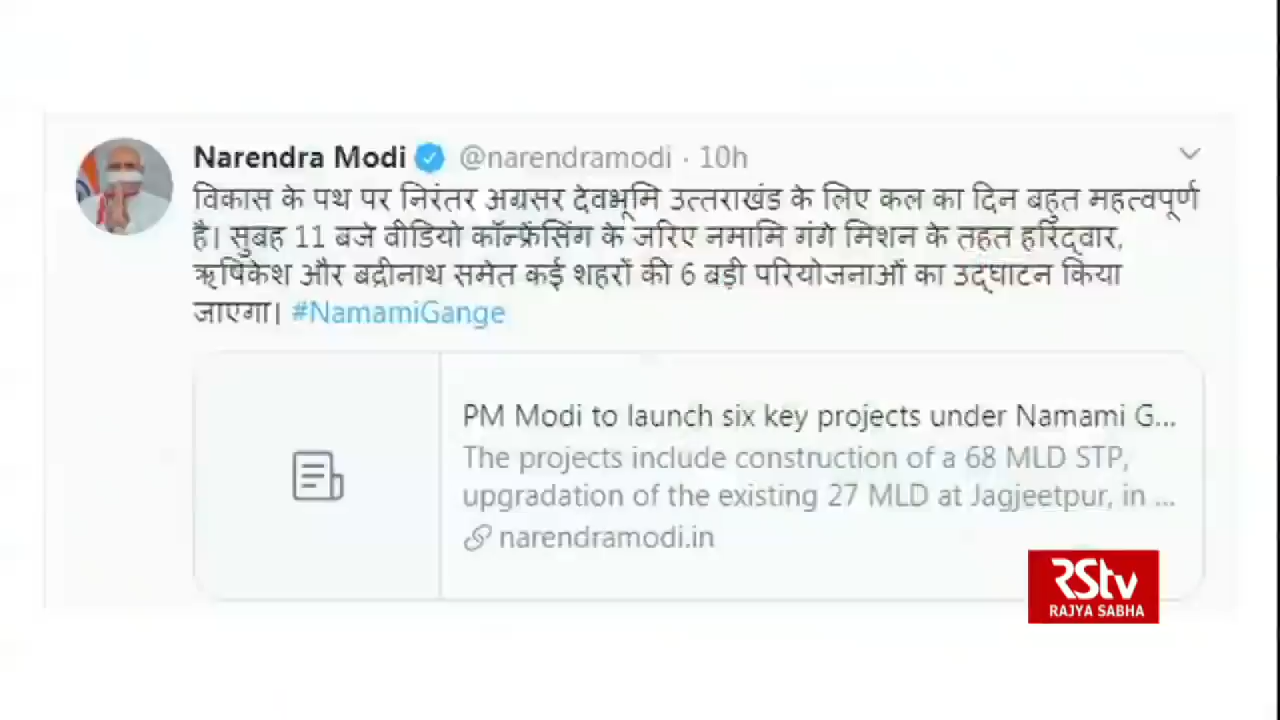 Narendra Modi @narendramodi · 10h
विकास के पथ पर निरंतर अग्रसर देवभूमि उत्तराखंड के लिए कल का दिन बहुत महत्वपूर्ण
है। सुबह 11 बजे वीडियो कॉन्फ्रेंसिंग के जरिए नमामि गंगे मिशन के तहत हरिद्वार,
ऋषिकेश और बद्रीनाथ समेत कई शहरों की 6 बड़ी परियोजनाओं का उद्घाटन किया
जाएगा। #NamamiGange
PM Modi to launch six key projects under Namami G...
The projects include construction of a 68 MLD STP,
upgradation of the existing 27 MLD at Jagjeetpur, in ...
narendramodi.in
RStv
RAJYA SABHA